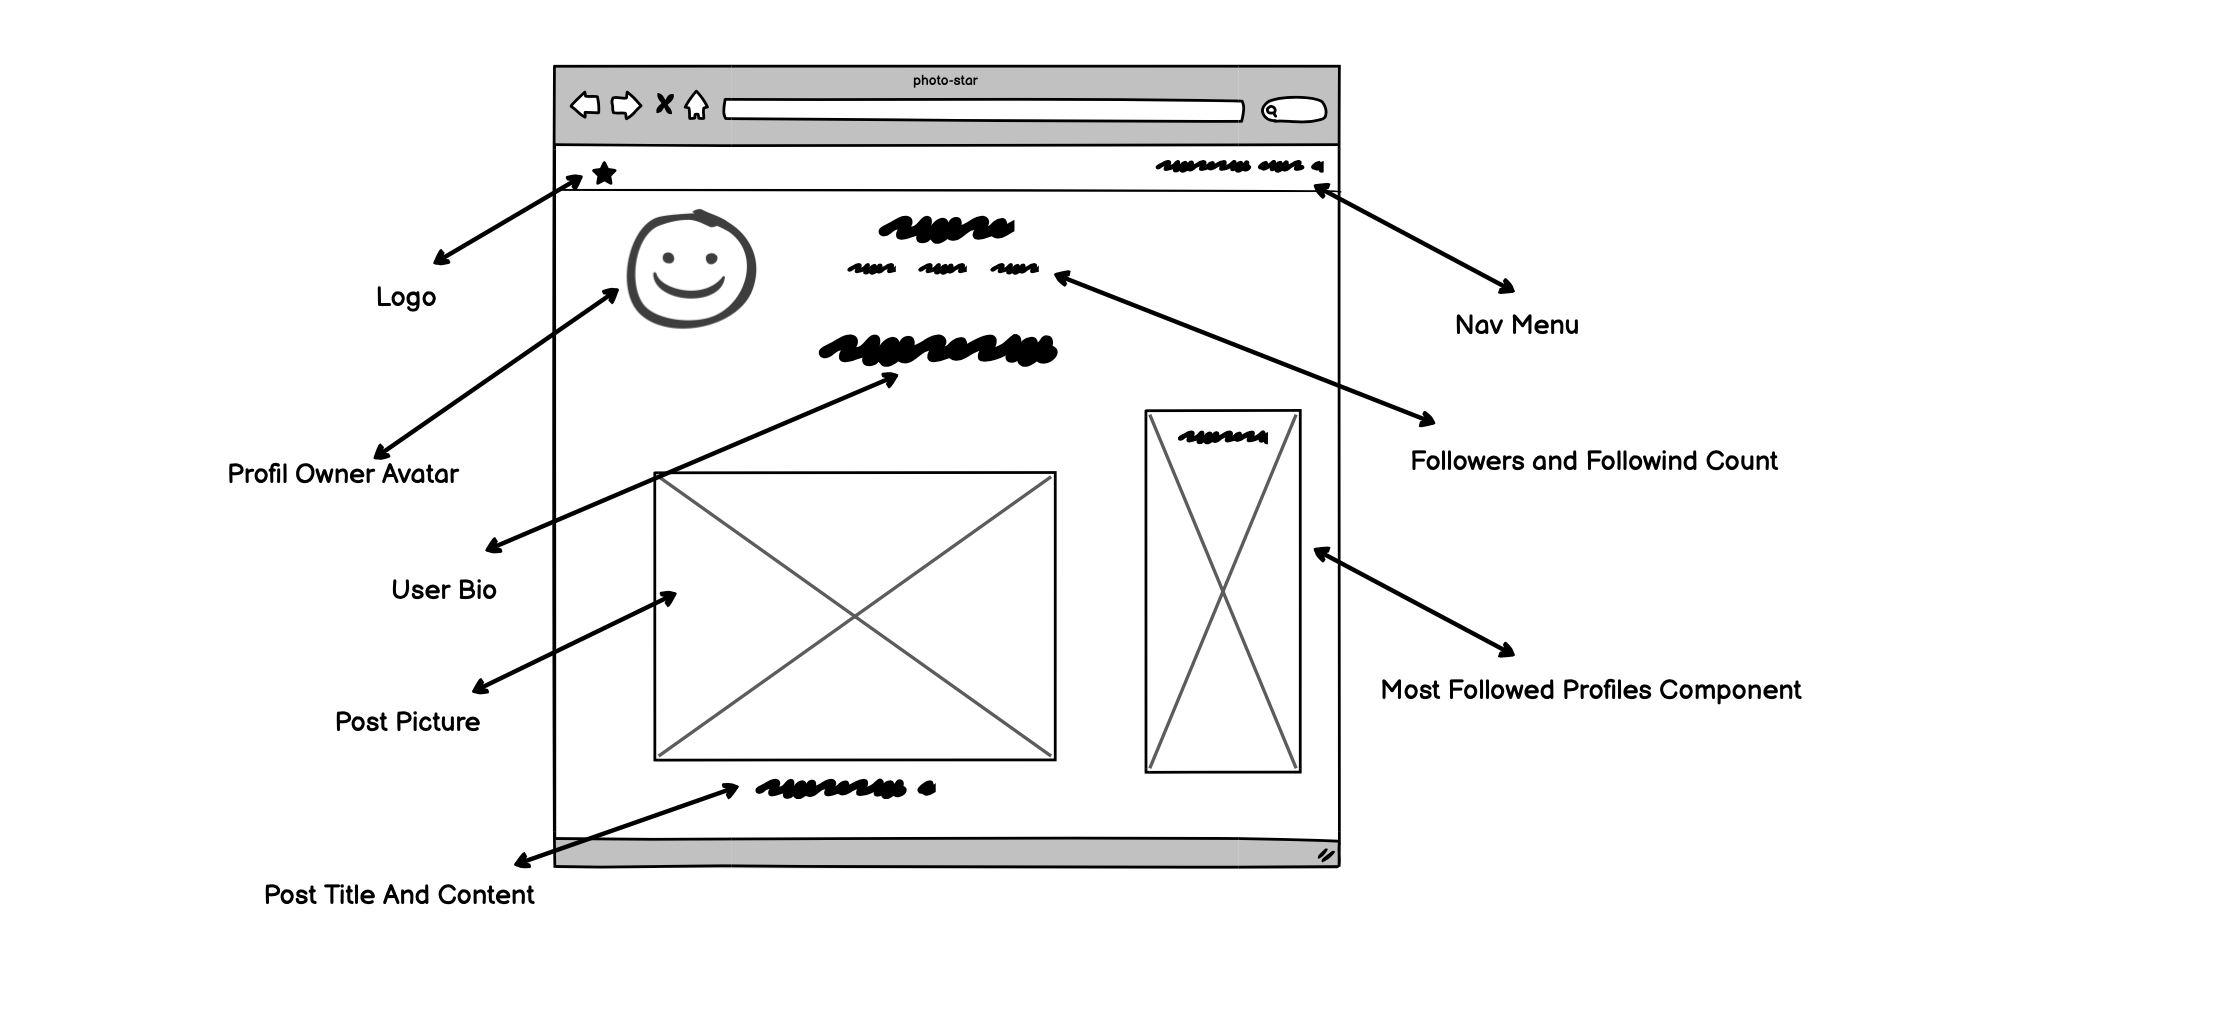 photo-star
Logo
Nav Menu
Profil Owner Avatar
Followers and Followind Count
User Bio
Post Picture
Most Followed Profiles Component
Post Title And Content